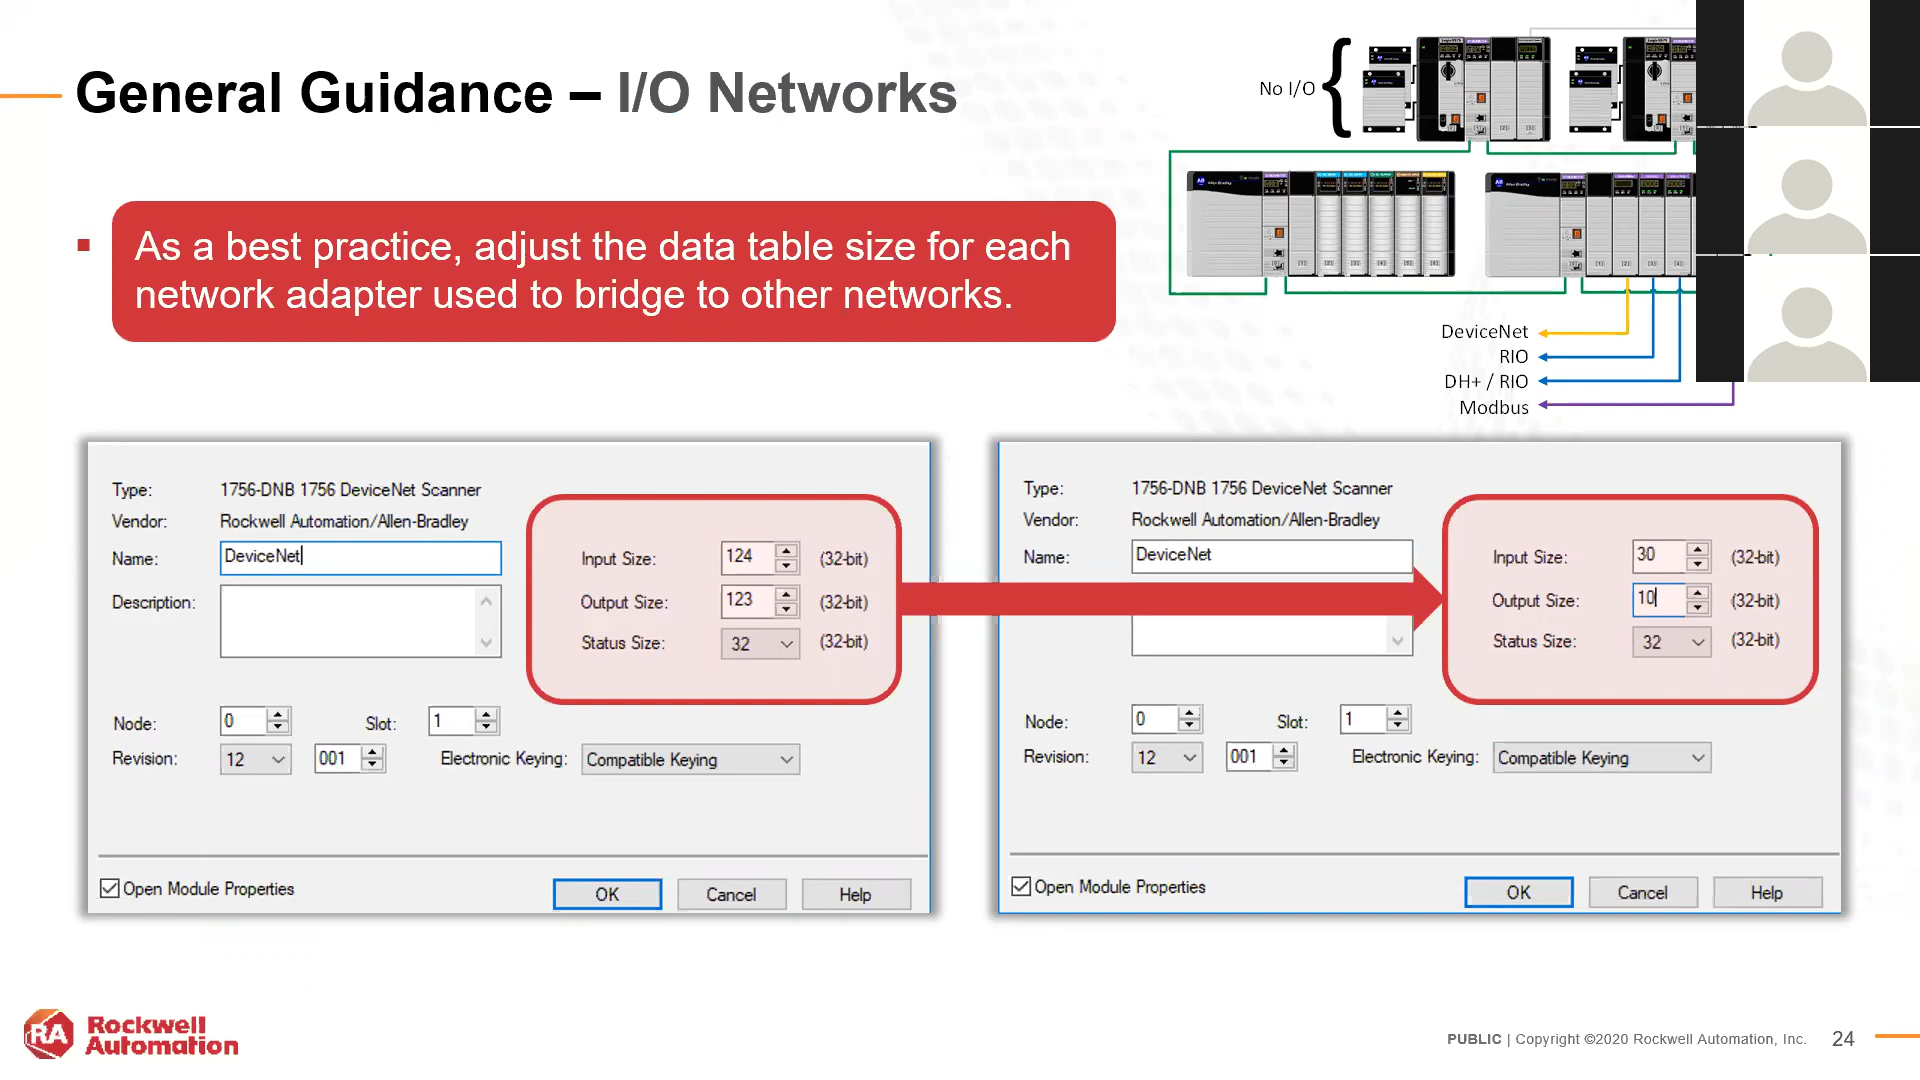 General Guidance – I/O Networks
No I/O
As a best practice, adjust the data table size for each
network adapter used to bridge to other networks.
DeviceNet
RIO
DH+ / RIO
Modbus
Type: 1756-DNB 1756 DeviceNet Scanner
Vendor: Rockwell Automation/Allen-Bradley
Name: DeviceNet
Description:
Input Size: 124 (32-bit)
Output Size: 123 (32-bit)
Status Size: 32 (32-bit)
Node: 0 Slot: 1
Revision: 12 001 Electronic Keying: Compatible Keying
Open Module Properties
OK Cancel Help
Type: 1756-DNB 1756 DeviceNet Scanner
Vendor: Rockwell Automation/Allen-Bradley
Name: DeviceNet
Input Size: 30 (32-bit)
Output Size: 10 (32-bit)
Status Size: 32 (32-bit)
Node: 0 Slot: 1
Revision: 12 001 Electronic Keying: Compatible Keying
Open Module Properties
OK Cancel Help
RA Rockwell
Automation
PUBLIC | Copyright ©2020 Rockwell Automation, Inc. 24